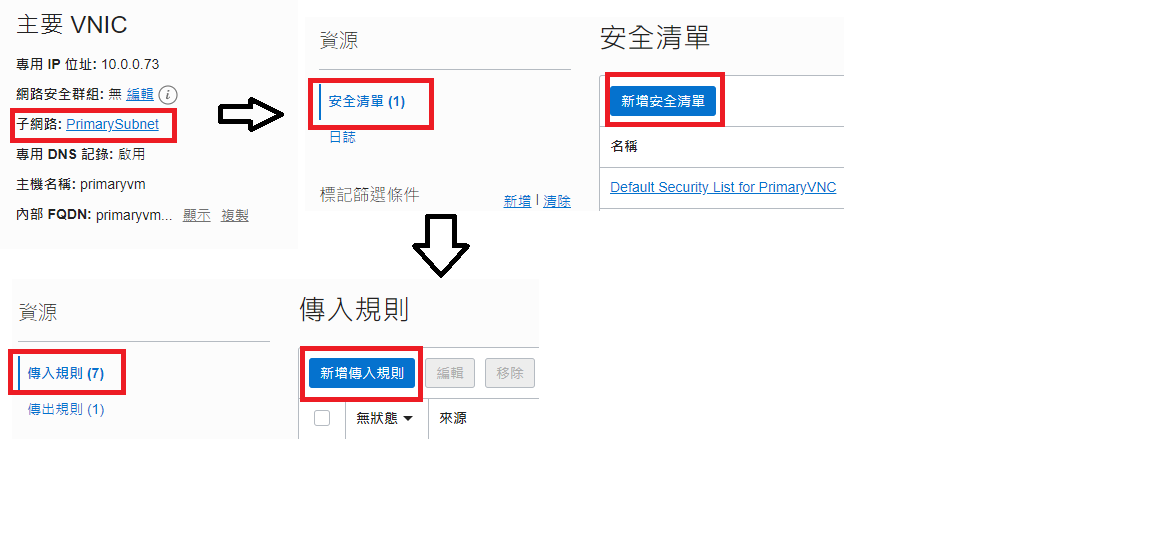 主要 VNIC
專用 IP 位址: 10.0.0.73
網路安全群組: 無 編輯 i
子網路: PrimarySubnet
專用 DNS 記錄: 啟用
主機名稱: primaryvm
內部 FQDN: primaryvm... 顯示 複製
資源
安全清單 (1)
日誌
標記篩選條件
新增 | 清除
安全清單
新增安全清單
名稱
Default Security List for PrimaryVNC
資源
傳入規則 (7)
傳出規則 (1)
傳入規則
新增傳入規則 編輯 移除
無狀態 來源